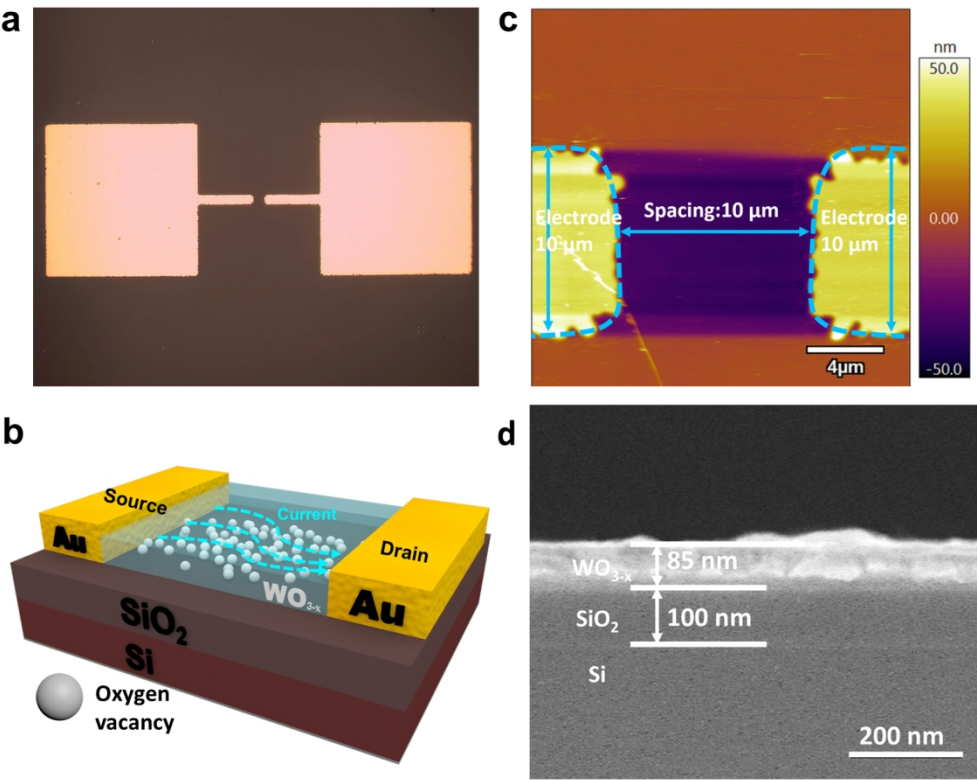 a
b
Source
Au
Current
Drain
Au
WO₃₋ₓ
SiO₂
Si
Oxygen
vacancy
c
nm
50.0
0.00
-50.0
Electrode
10 μm
Spacing:10 μm
Electrode
10 μm
4μm
d
WO₃₋ₓ
85 nm
SiO₂
100 nm
Si
200 nm